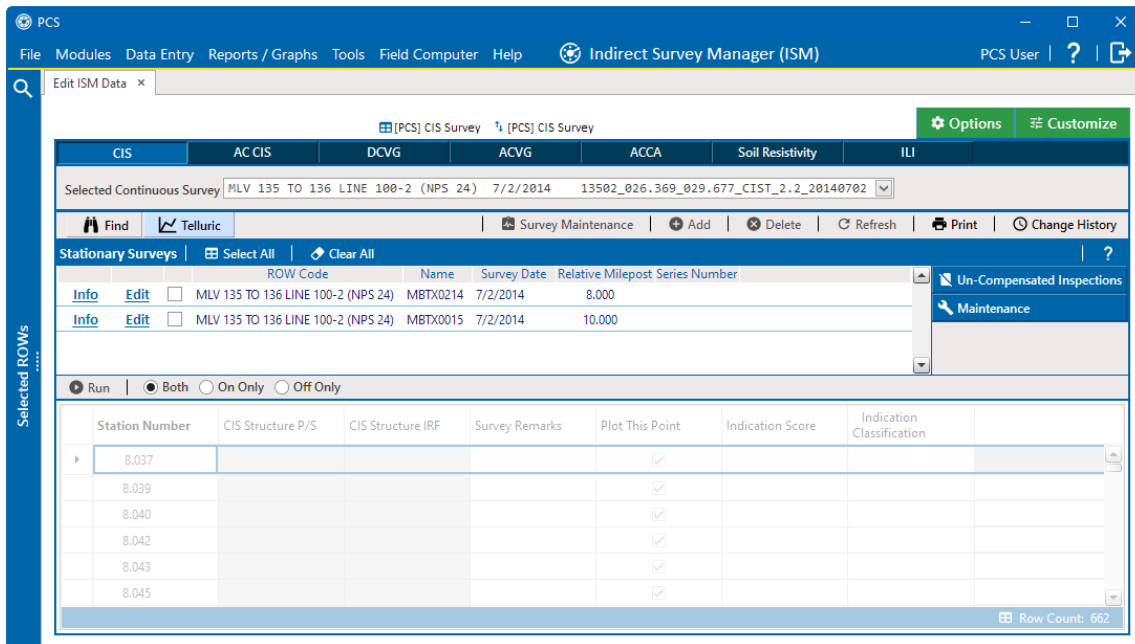 PCS
File Modules Data Entry Reports / Graphs Tools Field Computer Help Indirect Survey Manager (ISM) PCS User | ? |
Edit ISM Data ×
[PCS] CIS Survey [PCS] CIS Survey
Options Customize
CIS AC CIS DCVG ACVG ACCA Soil Resistivity ILI
Selected Continuous Survey MLV 135 TO 136 LINE 100-2 (NPS 24) 7/2/2014 13502_026.369_029.677_CIST_2.2_20140702
Find Telluric | Survey Maintenance | Add | Delete | Refresh | Print | Change History
Stationary Surveys | Select All | Clear All | ?
ROW Code Name Survey Date Relative Milepost Series Number
Info Edit MLV 135 TO 136 LINE 100-2 (NPS 24) MBTX0214 7/2/2014 8.000
Info Edit MLV 135 TO 136 LINE 100-2 (NPS 24) MBTX0015 7/2/2014 10.000
Un-Compensated Inspections
Maintenance
Selected ROWs
Run | Both On Only Off Only
Station Number CIS Structure P/S CIS Structure IRF Survey Remarks Plot This Point Indication Score Indication Classification
8.037
8.039
8.040
8.042
8.043
8.045
Row Count: 662